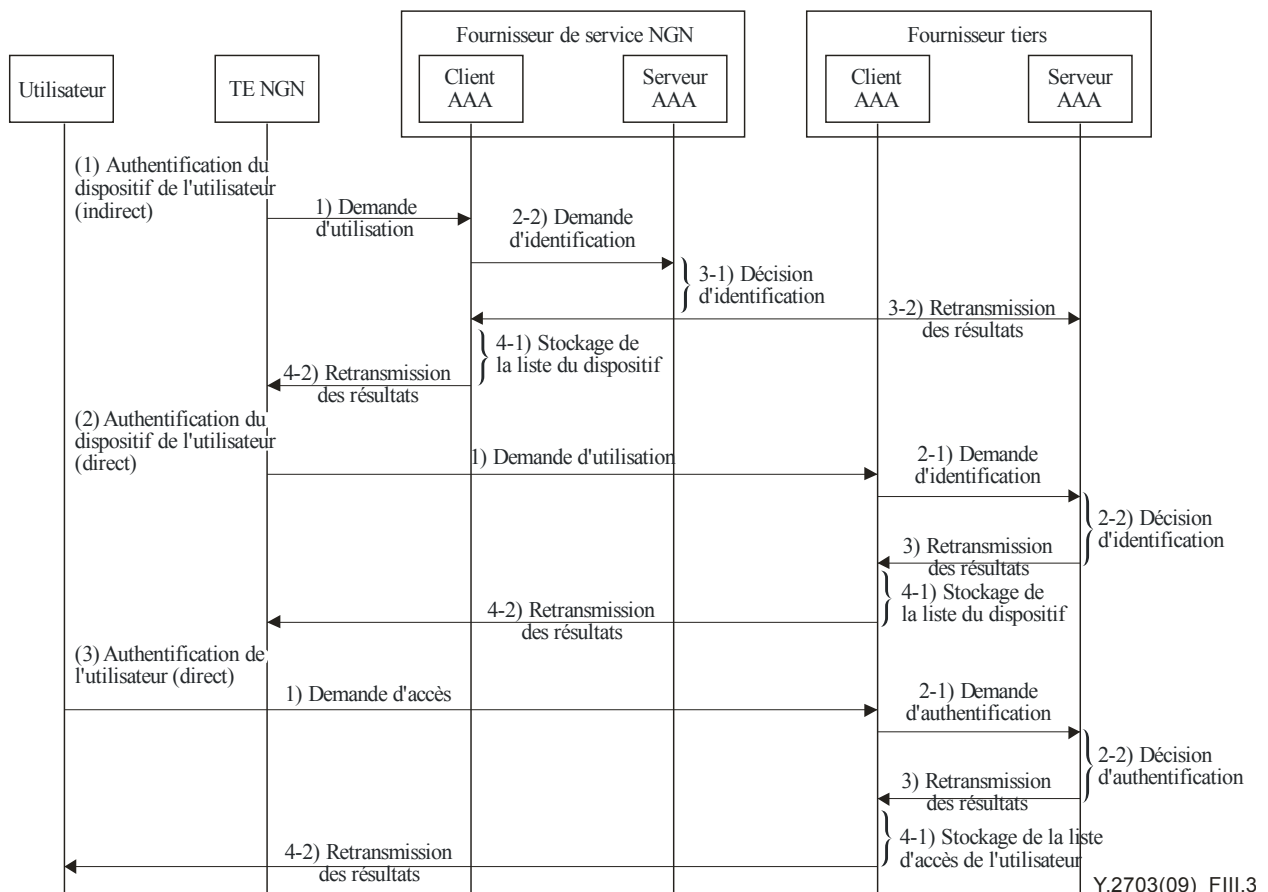 Fournisseur de service NGN
Fournisseur tiers
Utilisateur
TE NGN
Client
AAA
Serveur
AAA
Client
AAA
Serveur
AAA
(1) Authentification du
dispositif de l'utilisateur
(indirect)
1) Demande
d'utilisation
2-2) Demande
d'identification
3-1) Décision
d'identification
3-2) Retransmission
des résultats
4-1) Stockage de
la liste du dispositif
4-2) Retransmission
des résultats
(2) Authentification du
dispositif de l'utilisateur
(direct)
1) Demande d'utilisation
2-1) Demande
d'identification
2-2) Décision
d'identification
3) Retransmission
des résultats
4-1) Stockage de
la liste du dispositif
4-2) Retransmission
des résultats
(3) Authentification de
l'utilisateur (direct)
1) Demande d'accès
2-1) Demande
d'authentification
2-2) Décision
d'authentification
3) Retransmission
des résultats
4-1) Stockage de la liste
d'accès de l'utilisateur
4-2) Retransmission
des résultats
Y.2703(09)_FIII.3